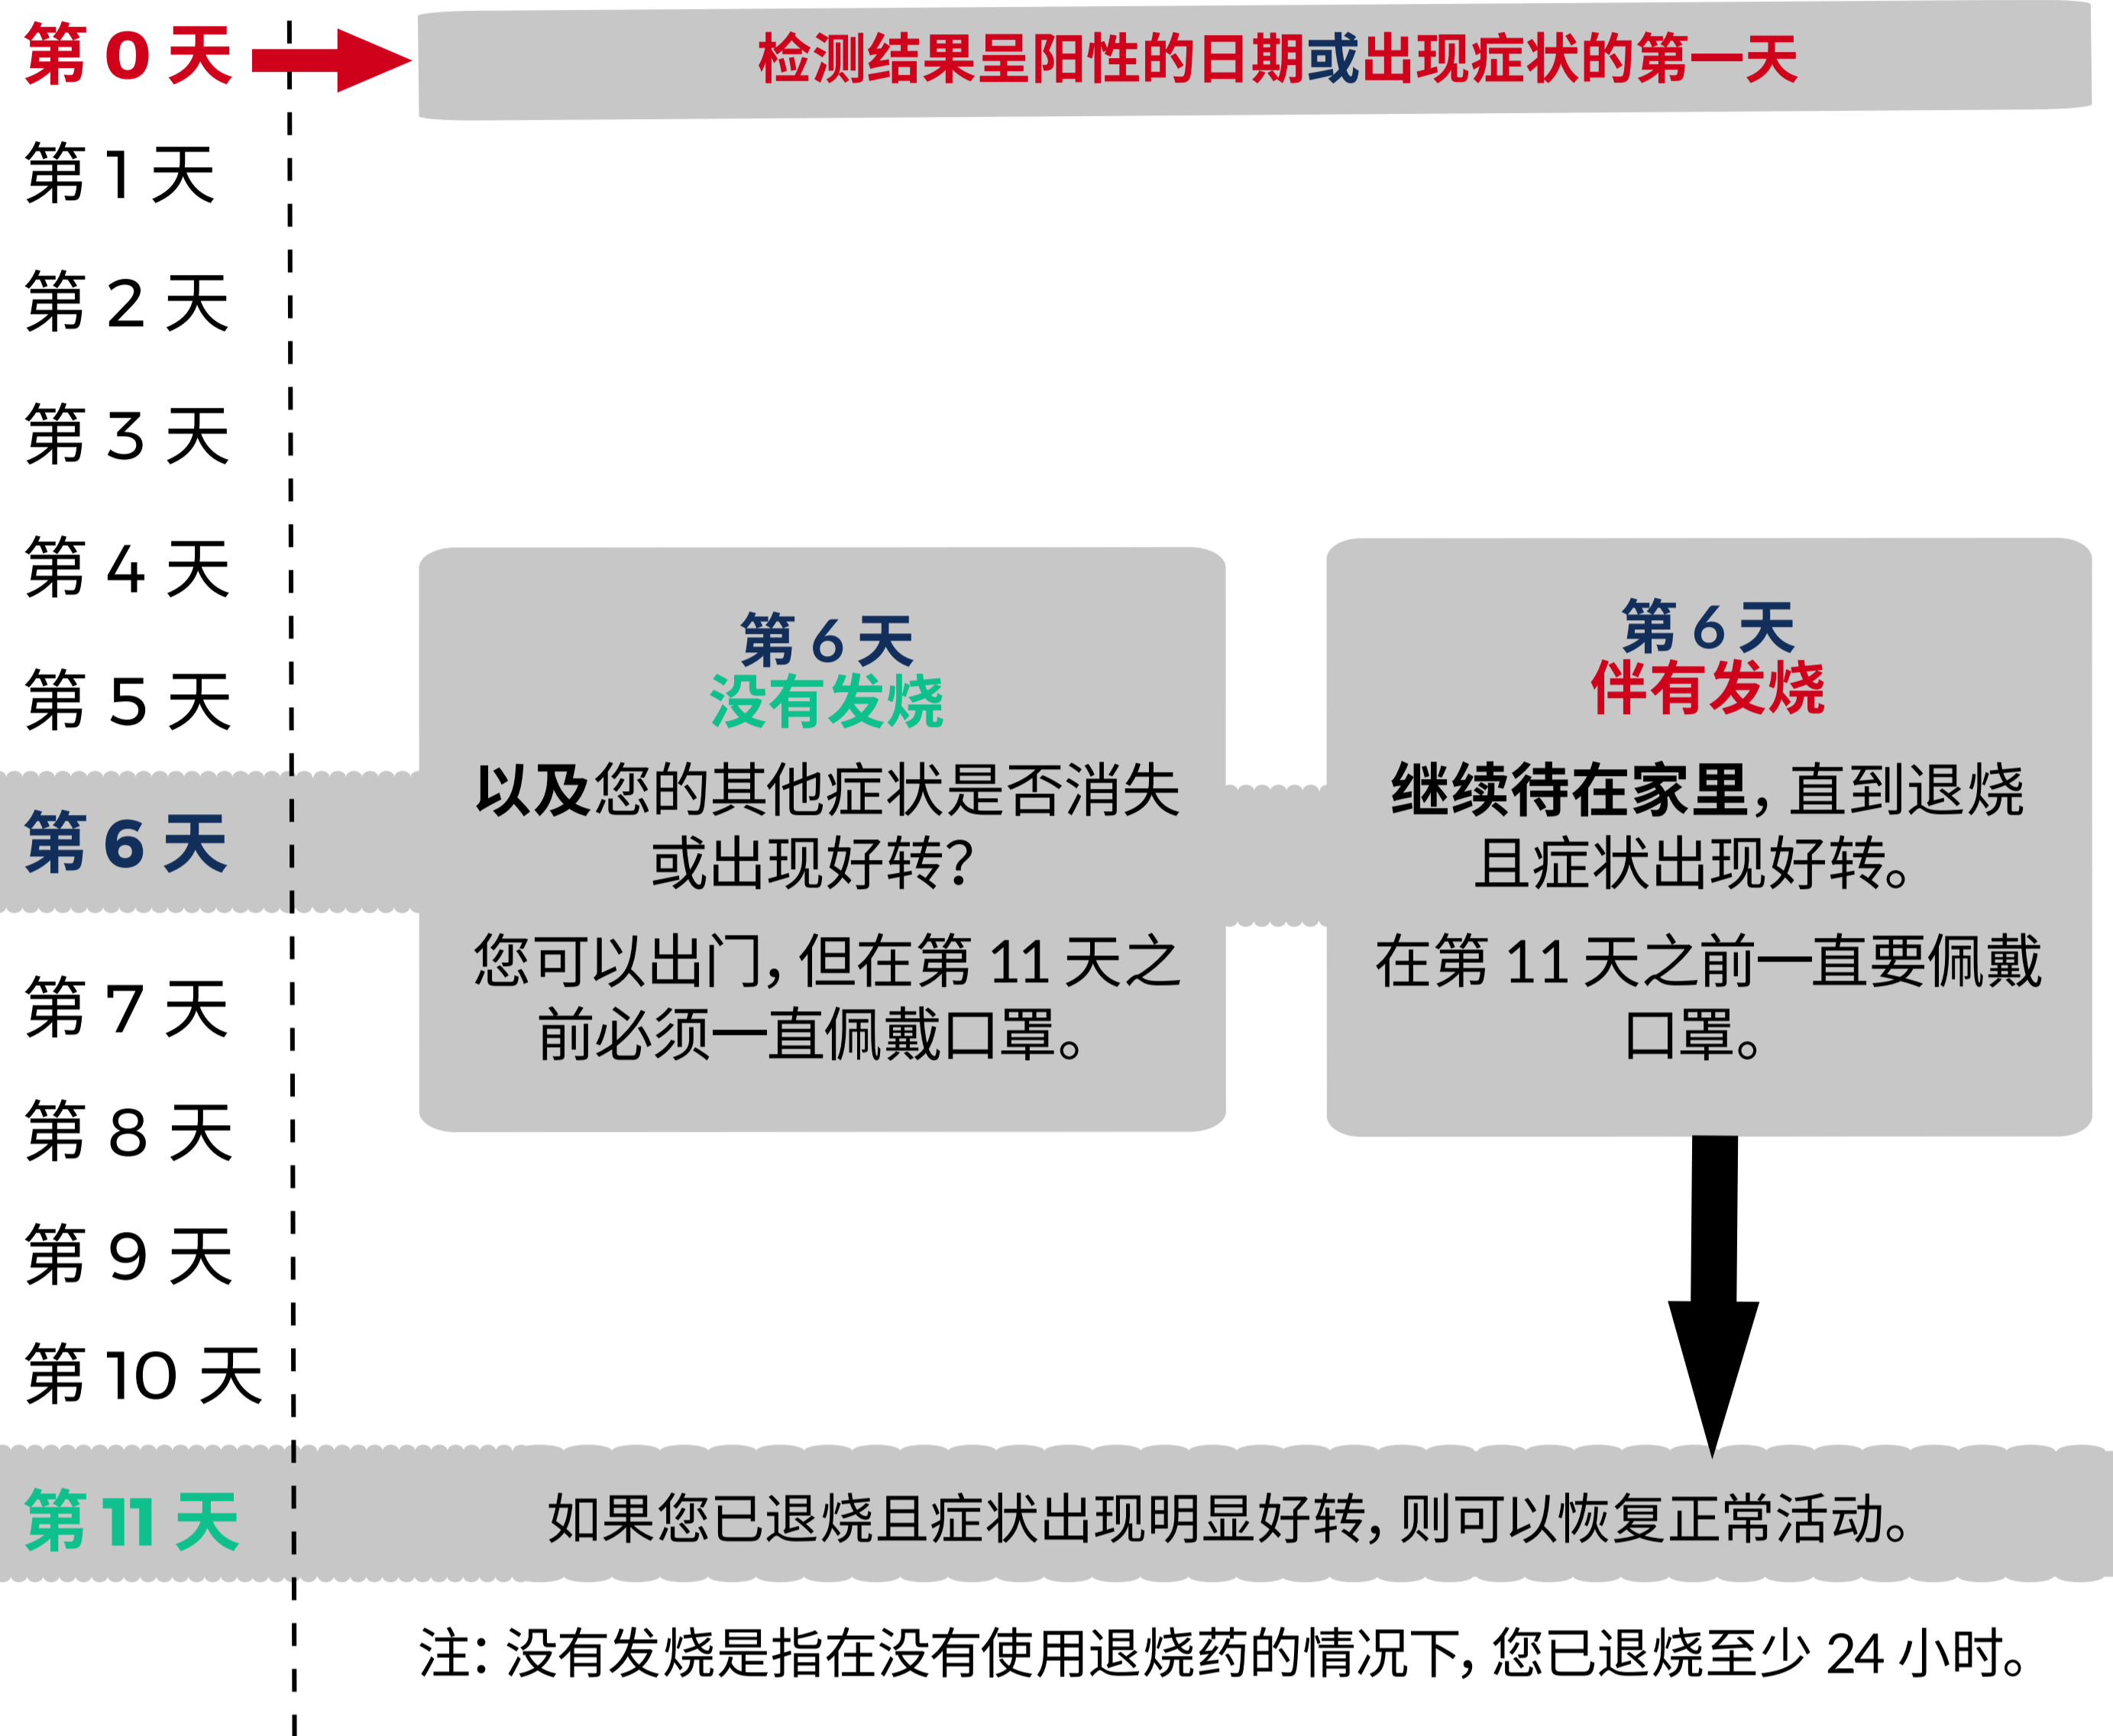 第 0 天
检测结果呈阳性的日期或出现症状的第一天
第 1 天
第 2 天
第 3 天
第 4 天
第 5 天
第 6 天
第 6 天
没有发烧
以及您的其他症状是否消失
或出现好转？
您可以出门，但在第 11 天之
前必须一直佩戴口罩。
第 6 天
伴有发烧
继续待在家里，直到退烧
且症状出现好转。
在第 11 天之前一直要佩戴
口罩。
第 7 天
第 8 天
第 9 天
第 10 天
第 11 天
如果您已退烧且症状出现明显好转，则可以恢复正常活动。
注：没有发烧是指在没有使用退烧药的情况下，您已退烧至少 24 小时。